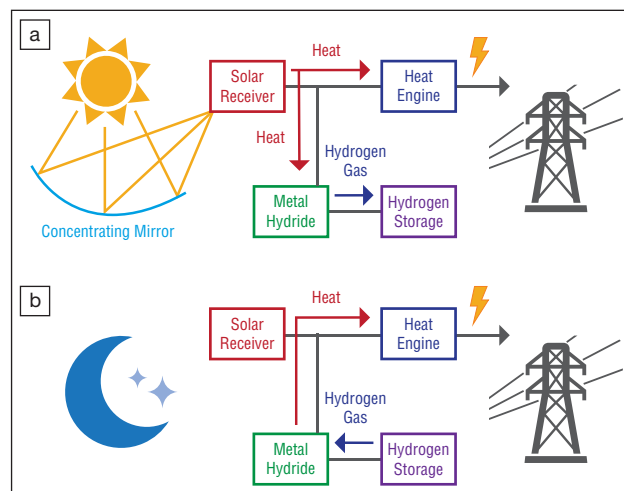 a
Heat
Solar
Receiver
Heat
Engine
Heat
Hydrogen
Gas
Metal
Hydride
Hydrogen
Storage
Concentrating Mirror
b
Heat
Solar
Receiver
Heat
Engine
Hydrogen
Gas
Metal
Hydride
Hydrogen
Storage